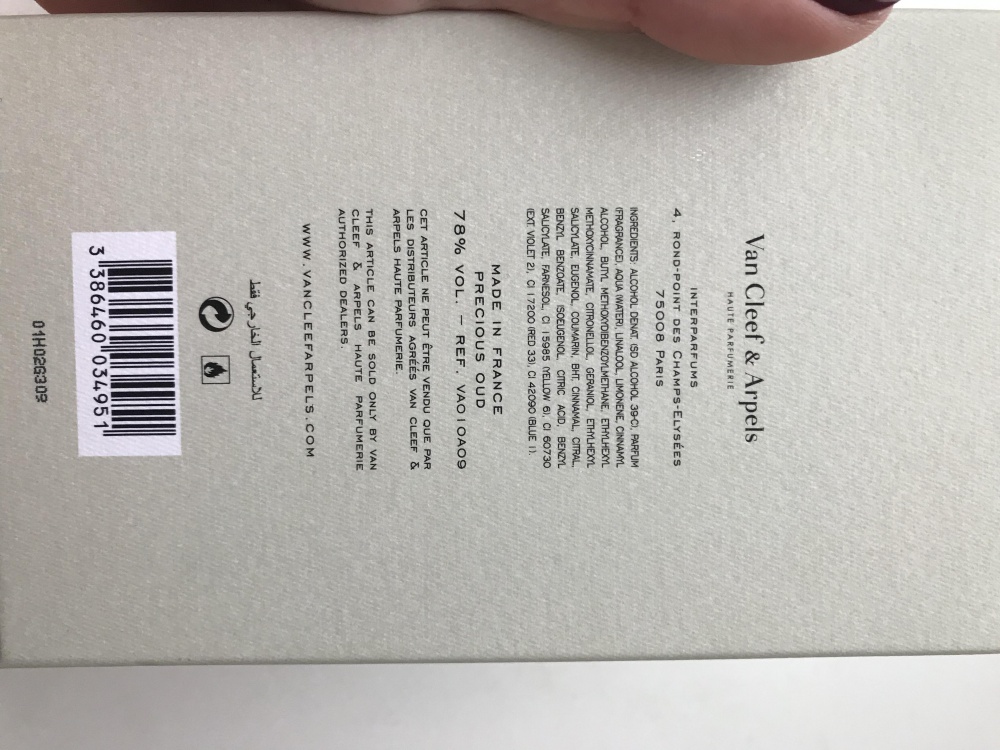 Van Cleef & Arpels
HAUTE PARFUMERIE
INTERPARFUMS
4, ROND-POINT DES CHAMPS-ELYSÉES
75008 PARIS
INGREDIENTS: ALCOHOL DENAT. (SD ALCOHOL 39-C), PARFUM
(FRAGRANCE), AQUA (WATER), LINALOOL, LIMONENE, CINNAMYL
ALCOHOL, BUTYL METHOXYDIBENZOYLMETHANE, ETHYLHEXYL
METHOXYCINNAMATE, CITRONELLOL, GERANIOL, ETHYLHEXYL
SALICYLATE, EUGENOL, COUMARIN, BHT, CINNAMAL, CITRAL,
BENZYL BENZOATE, ISOEUGENOL, CITRIC ACID, BENZYL
SALICYLATE, FARNESOL, CI 15985 (YELLOW 6), CI 60730
(EXT. VIOLET 2), CI 17200 (RED 33), CI 42090 (BLUE 1).
MADE IN FRANCE
PRECIOUS OUD
78% VOL. – REF. VA010A09
CET ARTICLE NE PEUT ÊTRE VENDU QUE PAR
LES DISTRIBUTEURS AGRÉÉS VAN CLEEF &
ARPELS HAUTE PARFUMERIE.
THIS ARTICLE CAN BE SOLD ONLY BY VAN
CLEEF & ARPELS HAUTE PARFUMERIE
AUTHORIZED DEALERS.
WWW.VANCLEEFARPELS.COM
للاستعمال الخارجي فقط
3 386460 034951
01H02G309